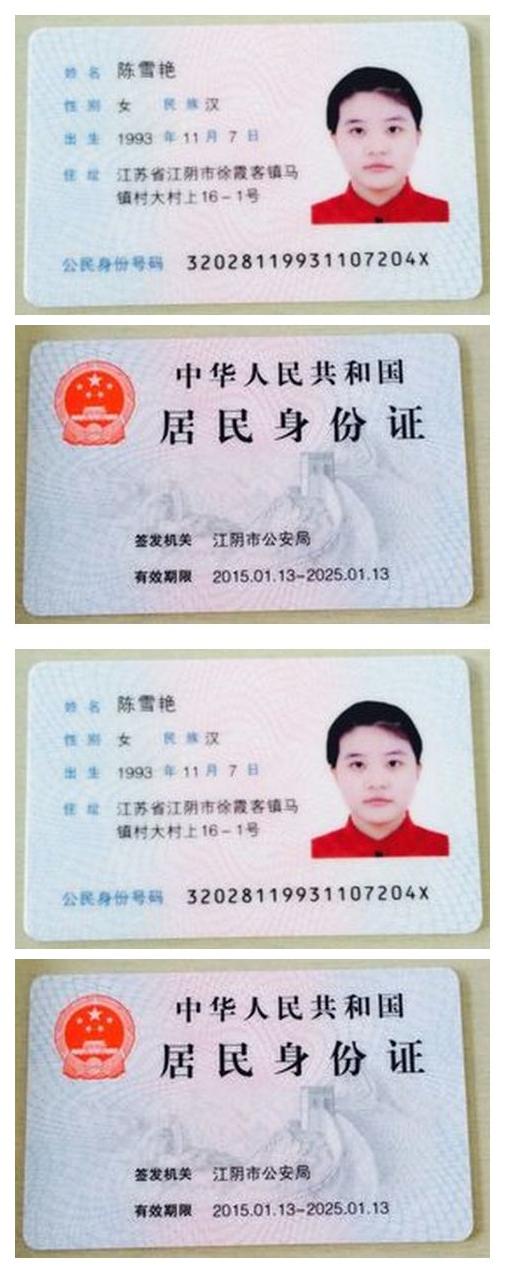 姓名 陈雪艳
性别 女 民族 汉
出生 1993 年 11 月 7 日
住址 江苏省江阴市徐霞客镇马
镇村大村上16-1号
公民身份号码 32028119931107204X
中华人民共和国
居民身份证
签发机关 江阴市公安局
有效期限 2015.01.13-2025.01.13
姓名 陈雪艳
性别 女 民族 汉
出生 1993 年 11 月 7 日
住址 江苏省江阴市徐霞客镇马
镇村大村上16-1号
公民身份号码 32028119931107204X
中华人民共和国
居民身份证
签发机关 江阴市公安局
有效期限 2015.01.13-2025.01.13